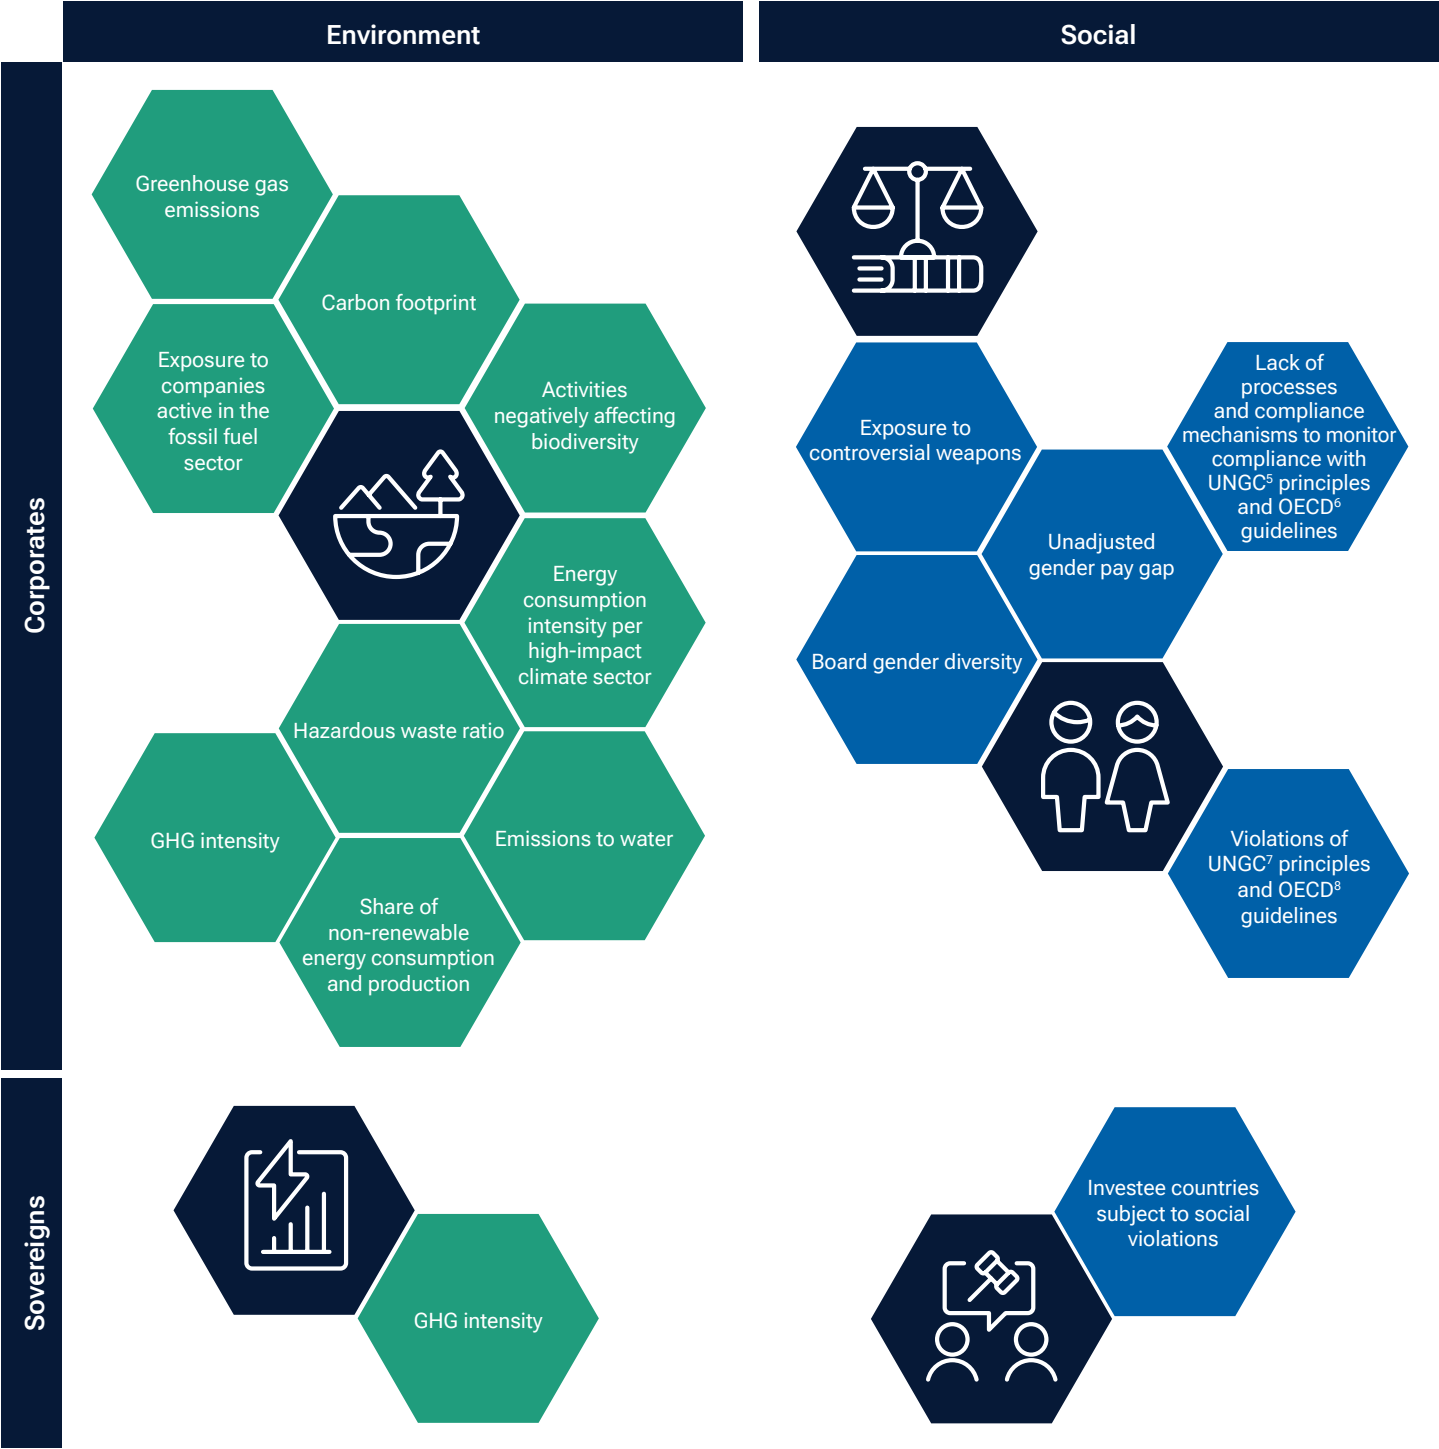 Environment
Social
Corporates
Greenhouse gas
emissions
Carbon footprint
Exposure to
companies
active in the
fossil fuel
sector
Activities
negatively affecting
biodiversity
Energy
consumption
intensity per
high-impact
climate sector
Hazardous waste ratio
GHG intensity
Emissions to water
Share of
non-renewable
energy consumption
and production
Exposure to
controversial weapons
Lack of
processes
and compliance
mechanisms to monitor
compliance with
UNGC⁵ principles
and OECD⁶
guidelines
Unadjusted
gender pay gap
Board gender diversity
Violations of
UNGC⁷ principles
and OECD⁸
guidelines
Sovereigns
GHG intensity
Investee countries
subject to social
violations